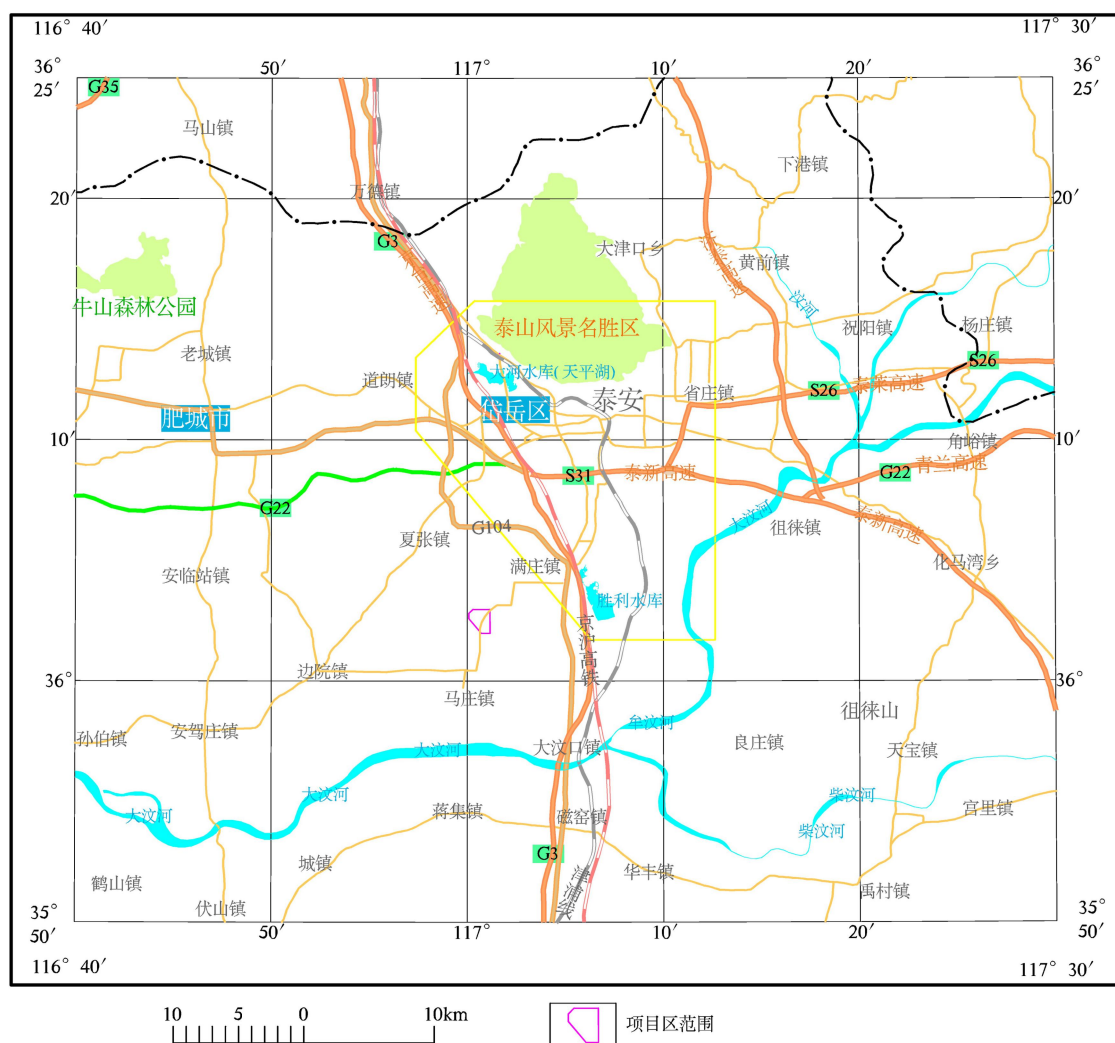 116° 40′
117° 30′
36°
25′
50′
117°
10′
20′
36°
25′
G35
马山镇
下港镇
20′
万德镇
20′
G3
大津口乡
黄前镇
牛山森林公园
汶河
泰山风景名胜区
祝阳镇
杨庄镇
老城镇
S26
大河水库(天平湖)
道朗镇
省庄镇
S26
泰莱高速
肥城市
岱岳区
泰安
10′
10′
角峪镇
S31
泰新高速
G22
青兰高速
G22
大汶河
G104
夏张镇
徂徕镇
泰新高速
满庄镇
化马湾乡
安临站镇
胜利水库
京沪高铁
边院镇
36°
马庄镇
36°
徂徕山
牟汶河
孙伯镇
安驾庄镇
大汶河
大汶口镇
良庄镇
天宝镇
大汶河
柴汶河
大汶河
蒋集镇
磁窑镇
柴汶河
宫里镇
G3
城镇
华丰镇
鹤山镇
禹村镇
伏山镇
35°
50′
50′
117°
10′
20′
35°
50′
116° 40′
117° 30′
10 5 0 10km
项目区范围